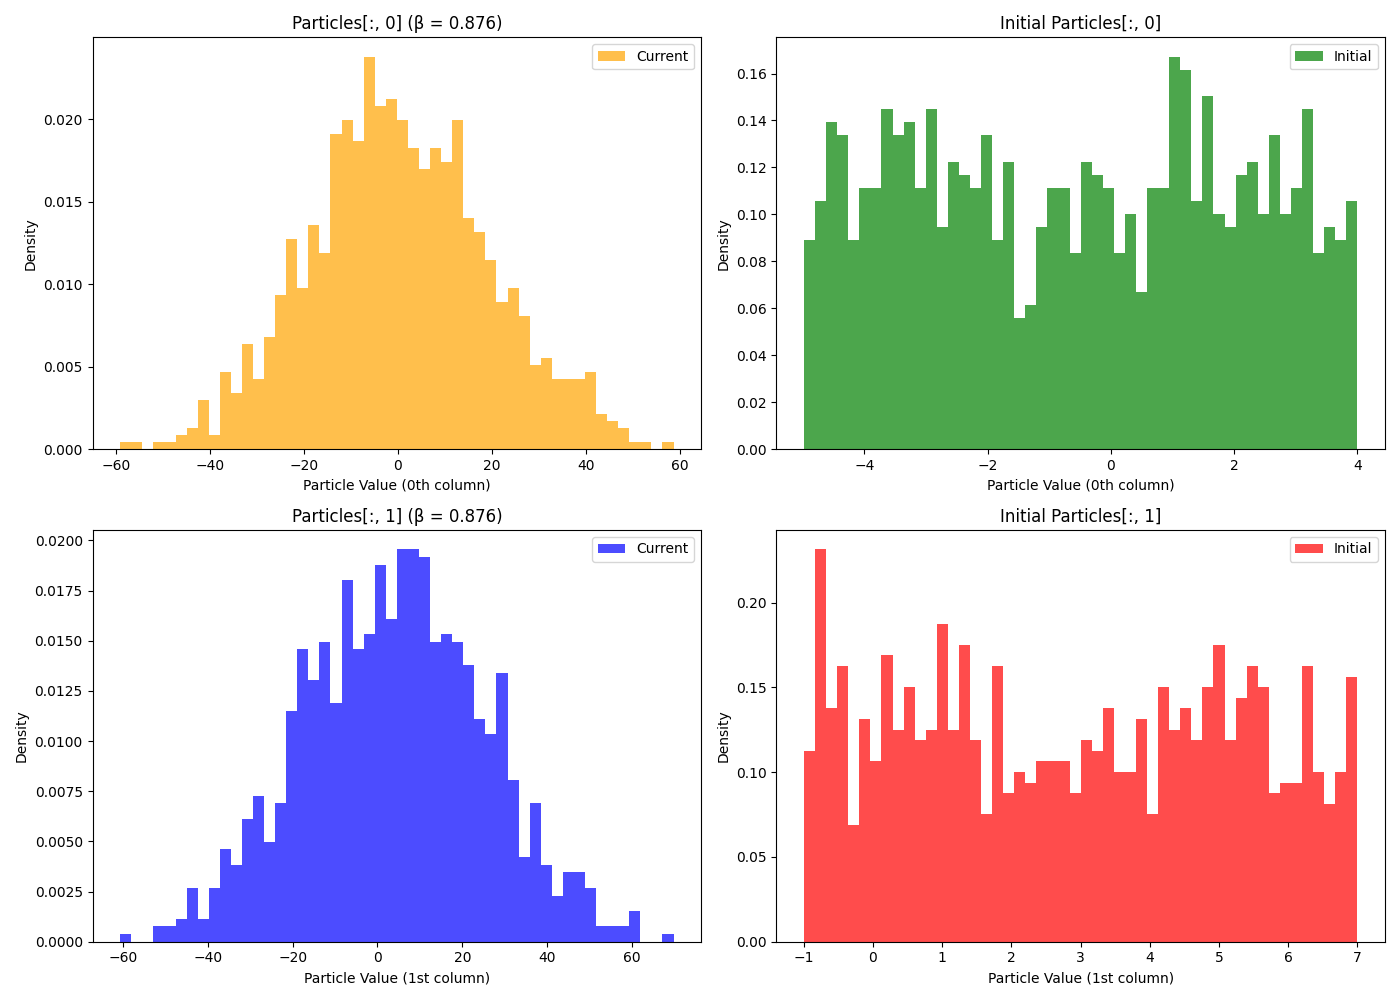 Particles[:, 0] (β = 0.876)
Density
0.020
0.015
0.010
0.005
0.000
Current
−60 −40 −20 0 20 40 60
Particle Value (0th column)
Initial Particles[:, 0]
Density
0.16
0.14
0.12
0.10
0.08
0.06
0.04
0.02
0.00
Initial
−4 −2 0 2 4
Particle Value (0th column)
Particles[:, 1] (β = 0.876)
Density
0.0200
0.0175
0.0150
0.0125
0.0100
0.0075
0.0050
0.0025
0.0000
Current
−60 −40 −20 0 20 40 60
Particle Value (1st column)
Initial Particles[:, 1]
Density
0.20
0.15
0.10
0.05
0.00
Initial
−1 0 1 2 3 4 5 6 7
Particle Value (1st column)